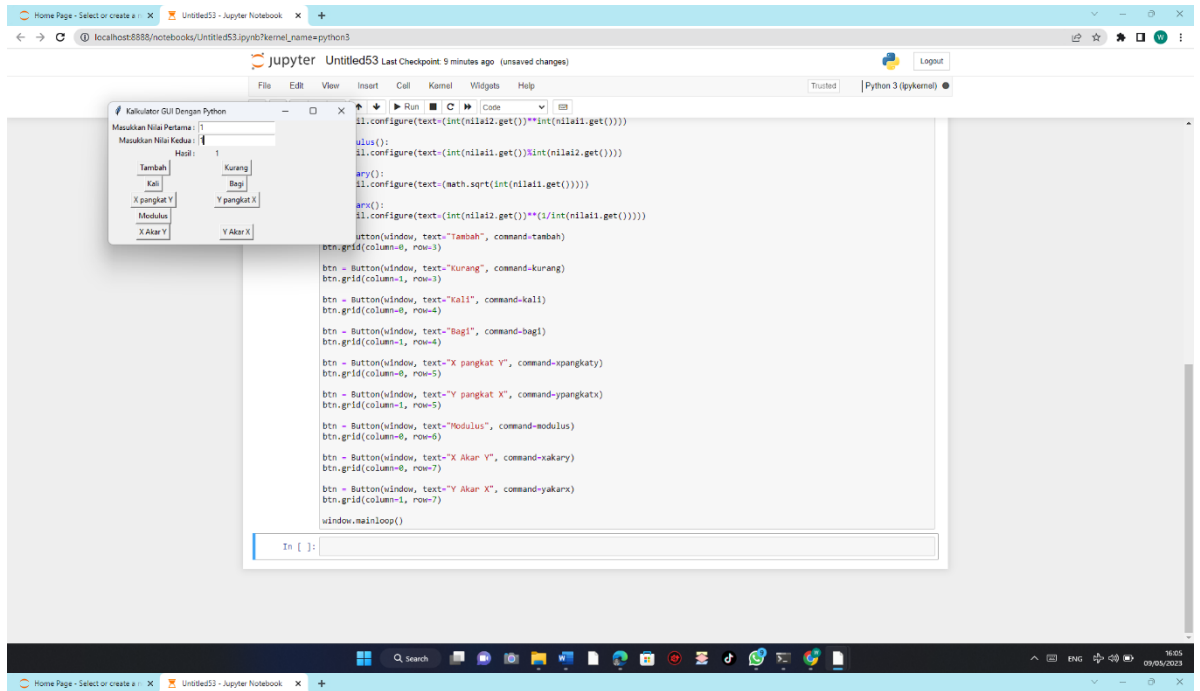 Home Page - Select or create a n
Untitled53 - Jupyter Notebook
localhost:8888/notebooks/Untitled53.ipynb?kernel_name=python3
W
jupyter Untitled53 Last Checkpoint: 9 minutes ago (unsaved changes)
Logout
File Edit View Insert Cell Kernel Widgets Help
Trusted
Python 3 (ipykernel)
Run
Code
Kalkulator GUI Dengan Python
Masukkan Nilai Pertama : 1
Masukkan Nilai Kedua : 1
Hasil : 1
Tambah Kurang
Kali Bagi
X pangkat Y Y pangkat X
Modulus
X Akar Y Y Akar X
il.configure(text=(int(nilai2.get())**int(nilai1.get())))
ulus():
il.configure(text=(int(nilai1.get())%int(nilai2.get())))
ary():
il.configure(text=(math.sqrt(int(nilai1.get()))))
arx():
il.configure(text=(int(nilai2.get())**(1/int(nilai1.get()))))
utton(window, text="Tambah", command=tambah)
btn.grid(column=0, row=3)
btn = Button(window, text="Kurang", command=kurang)
btn.grid(column=1, row=3)
btn = Button(window, text="Kali", command=kali)
btn.grid(column=0, row=4)
btn = Button(window, text="Bagi", command=bagi)
btn.grid(column=1, row=4)
btn = Button(window, text="X pangkat Y", command=xpangkaty)
btn.grid(column=0, row=5)
btn = Button(window, text="Y pangkat X", command=ypangkatx)
btn.grid(column=1, row=5)
btn = Button(window, text="Modulus", command=modulus)
btn.grid(column=0, row=6)
btn = Button(window, text="X Akar Y", command=xakary)
btn.grid(column=0, row=7)
btn = Button(window, text="Y Akar X", command=yakarx)
btn.grid(column=1, row=7)
window.mainloop()
In [ ]:
Search
ENG
16:05
09/05/2023
Home Page - Select or create a n
Untitled53 - Jupyter Notebook